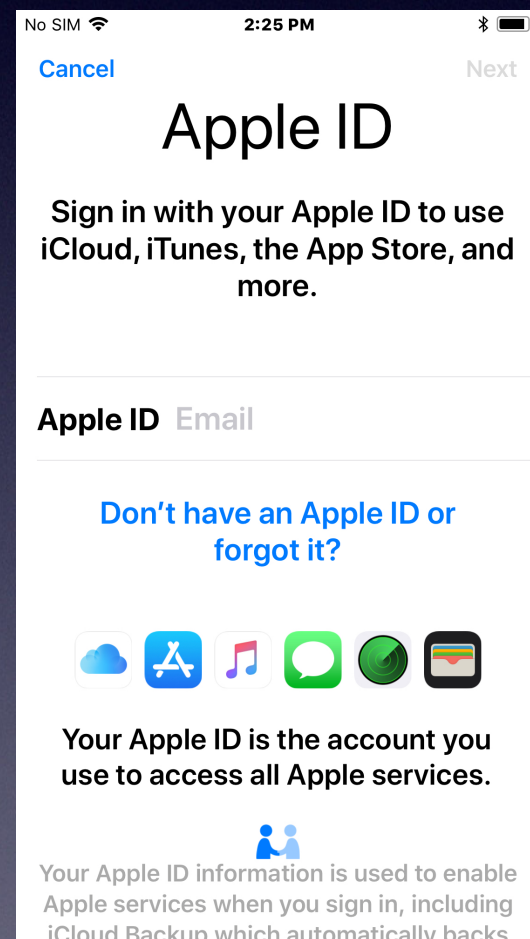 No SIM 2:25 PM
Cancel Next
Apple ID
Sign in with your Apple ID to use
iCloud, iTunes, the App Store, and
more.
Apple ID Email
Don’t have an Apple ID or
forgot it?
Your Apple ID is the account you
use to access all Apple services.
Your Apple ID information is used to enable
Apple services when you sign in, including
iCloud Backup which automatically backs